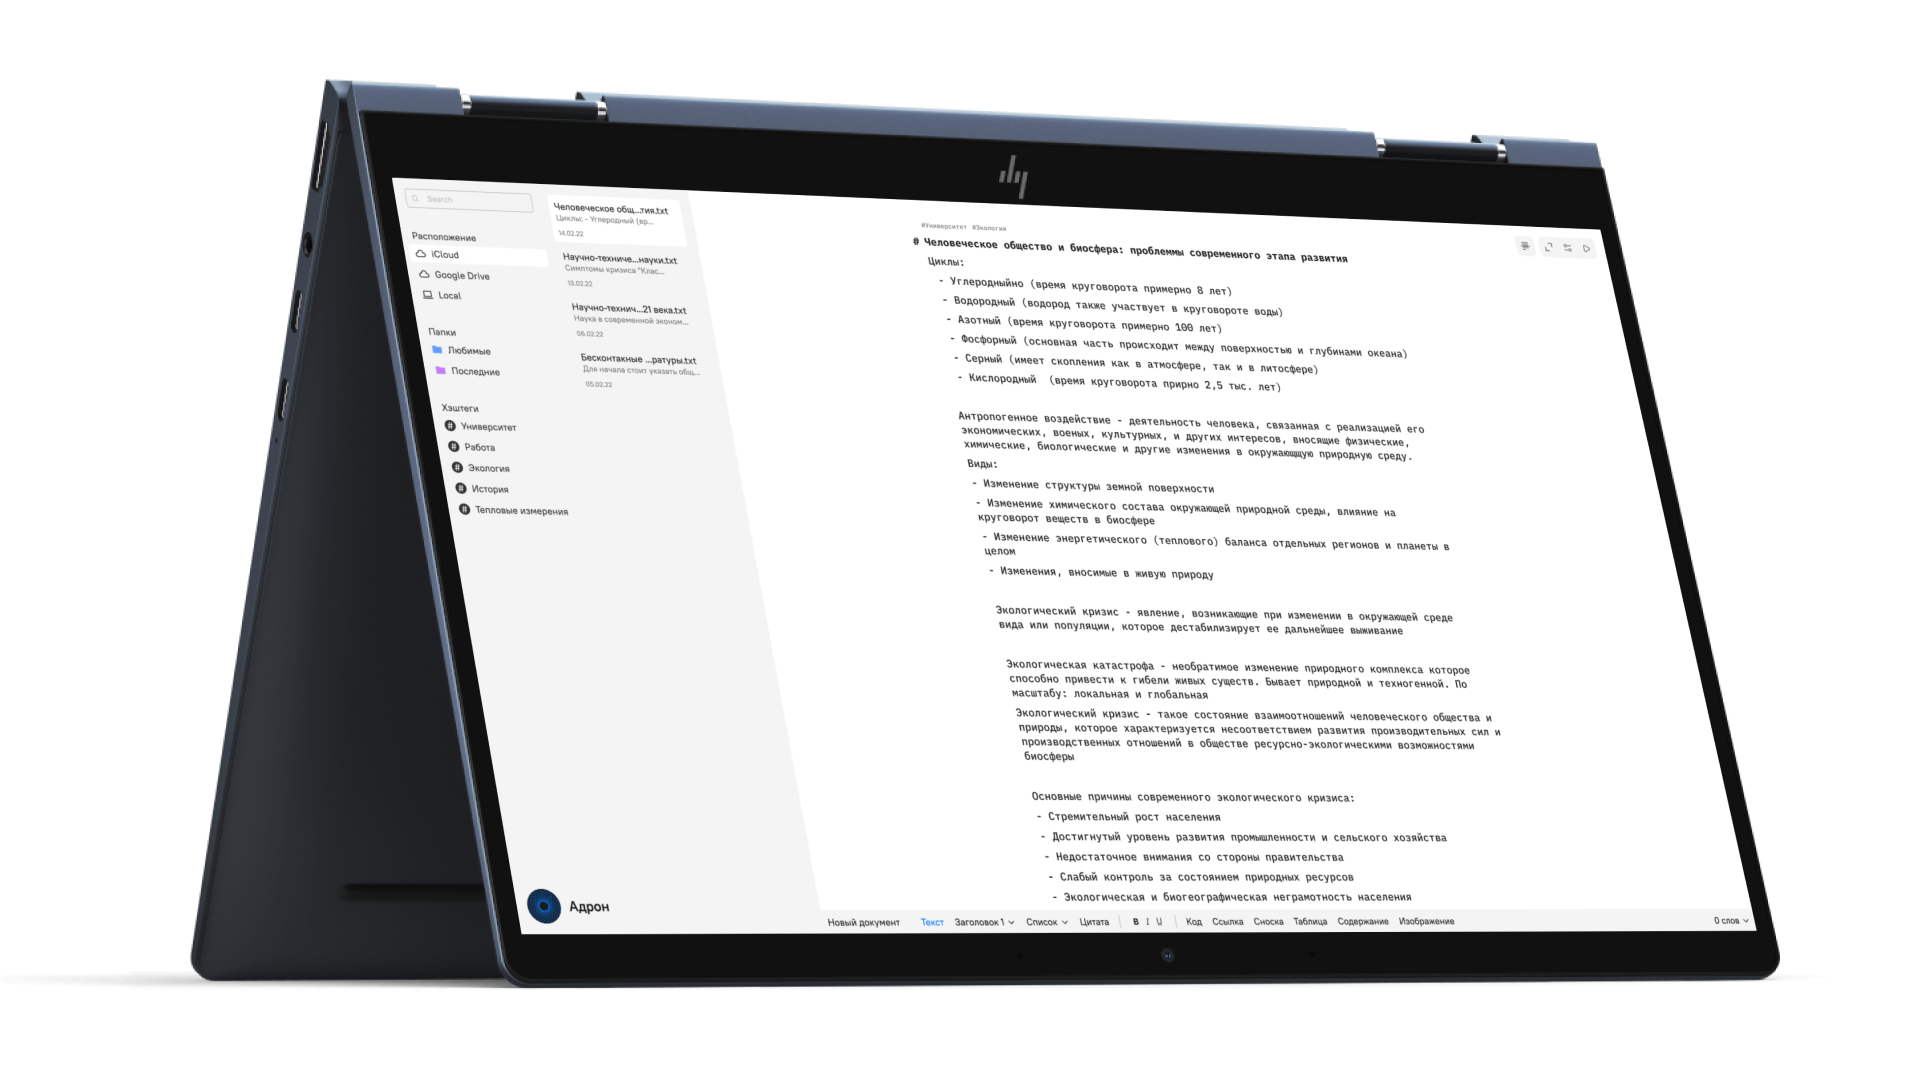 Search
Расположение
iCloud
Google Drive
Local
Папки
Любимые
Последние
Хэштеги
Университет
Работа
Экология
История
Тепловые измерения
Адрон
Человеческое общ...тия.txt
Циклы: - Углеродный (вр...
14.02.22
Научно-техниче...науки.txt
Симптомы кризиса "Клас...
13.02.22
Научно-технич...21 века.txt
Наука в современной эконом...
06.02.22
Бесконтакные ...ратуры.txt
Для начала стоит указать общ...
05.02.22
hp
#Университет #Экология
# Человеческое общество и биосфера: проблеммы современного этапа развития
Циклы:
- Углеродныйно (время круговорота примерно 8 лет)
- Водородный (водород также участвует в круговороте воды)
- Азотный (время круговорота примерно 100 лет)
- Фосфорный (основная часть происходит между поверхностью и глубинами океана)
- Серный (имеет скопления как в атмосфере, так и в литосфере)
- Кислородный (время круговорота прирно 2,5 тыс. лет)
Антропогенное воздействие - деятельность человека, связанная с реализацией его
экономических, военых, культурных, и других интересов, вносящие физические,
химические, биологические и другие изменения в окружающщую природную среду.
Виды:
- Изменение структуры земной поверхности
- Изменение химического состава окружающей природной среды, влияние на
круговорот веществ в биосфере
- Изменение энергетического (теплового) баланса отдельных регионов и планеты в
целом
- Изменения, вносимые в живую природу
Экологический кризис - явление, возникающие при изменении в окружающей среде
вида или популяции, которое дестабилизирует ее дальнейшее выживание
Экологическая катастрофа - необратимое изменение природного комплекса которое
способно привести к гибели живых существ. Бывает природной и техногенной. По
масштабу: локальная и глобальная
Экологический кризис - такое состояние взаимоотношений человеческого общества и
природы, которое характеризуется несоответствием развития производительных сил и
производственных отношений в обществе ресурсно-экологическими возможностями
биосферы
Основные причины современного экологического кризиса:
- Стремительный рост населения
- Достигнутый уровень развития промышленности и сельского хозяйства
- Недостаточное внимания со стороны правительства
- Слабый контроль за состоянием природных ресурсов
- Экологическая и биогеографическая неграмотность населения
Новый документ Текст Заголовок 1 Список Цитата B I U Код Ссылка Сноска Таблица Содержание Изображение 0 слов